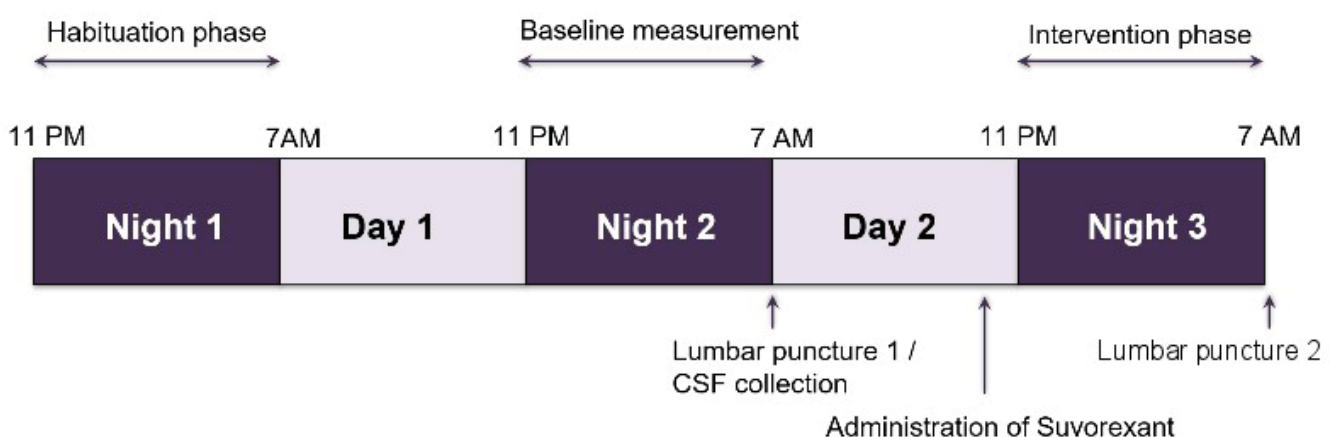 Habituation phase
Baseline measurement
Intervention phase
11 PM
7AM
11 PM
7 AM
11 PM
7 AM
Night 1
Day 1
Night 2
Day 2
Night 3
Lumbar puncture 1 /
CSF collection
Lumbar puncture 2
Administration of Suvorexant